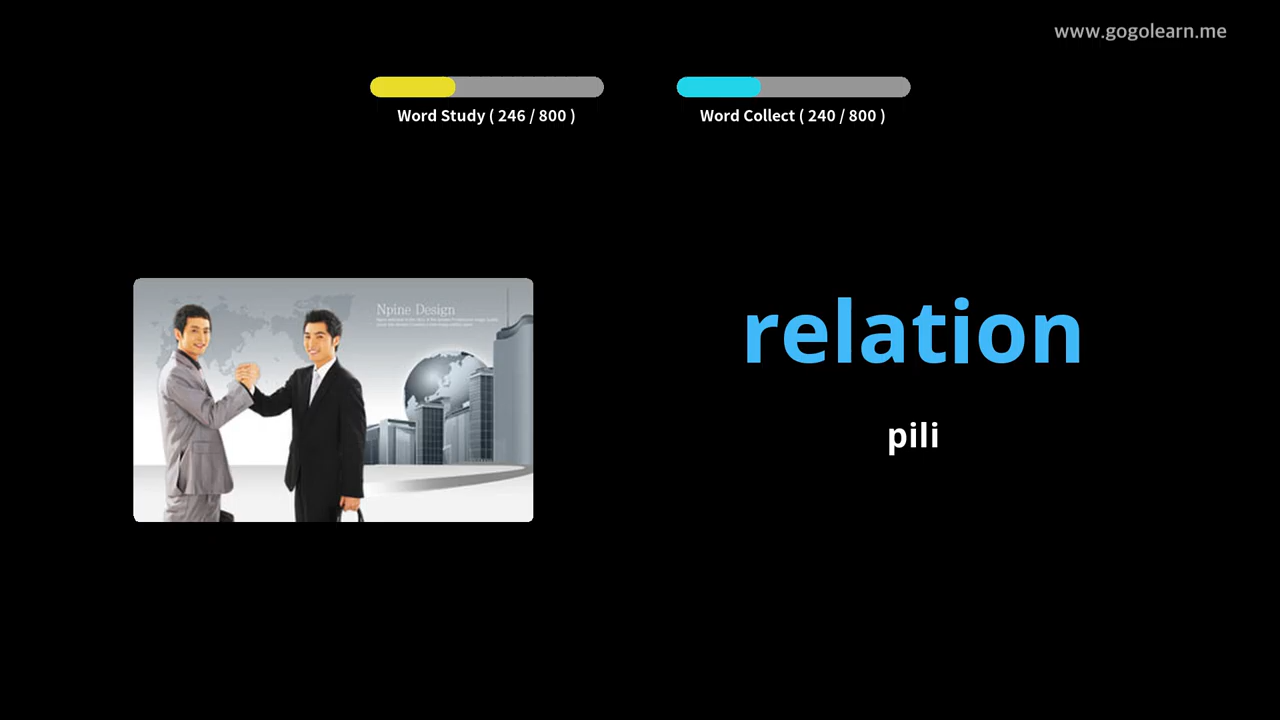 www.gogolearn.me
Word Study ( 246 / 800 )
Word Collect ( 240 / 800 )
Npine Design
relation
pili